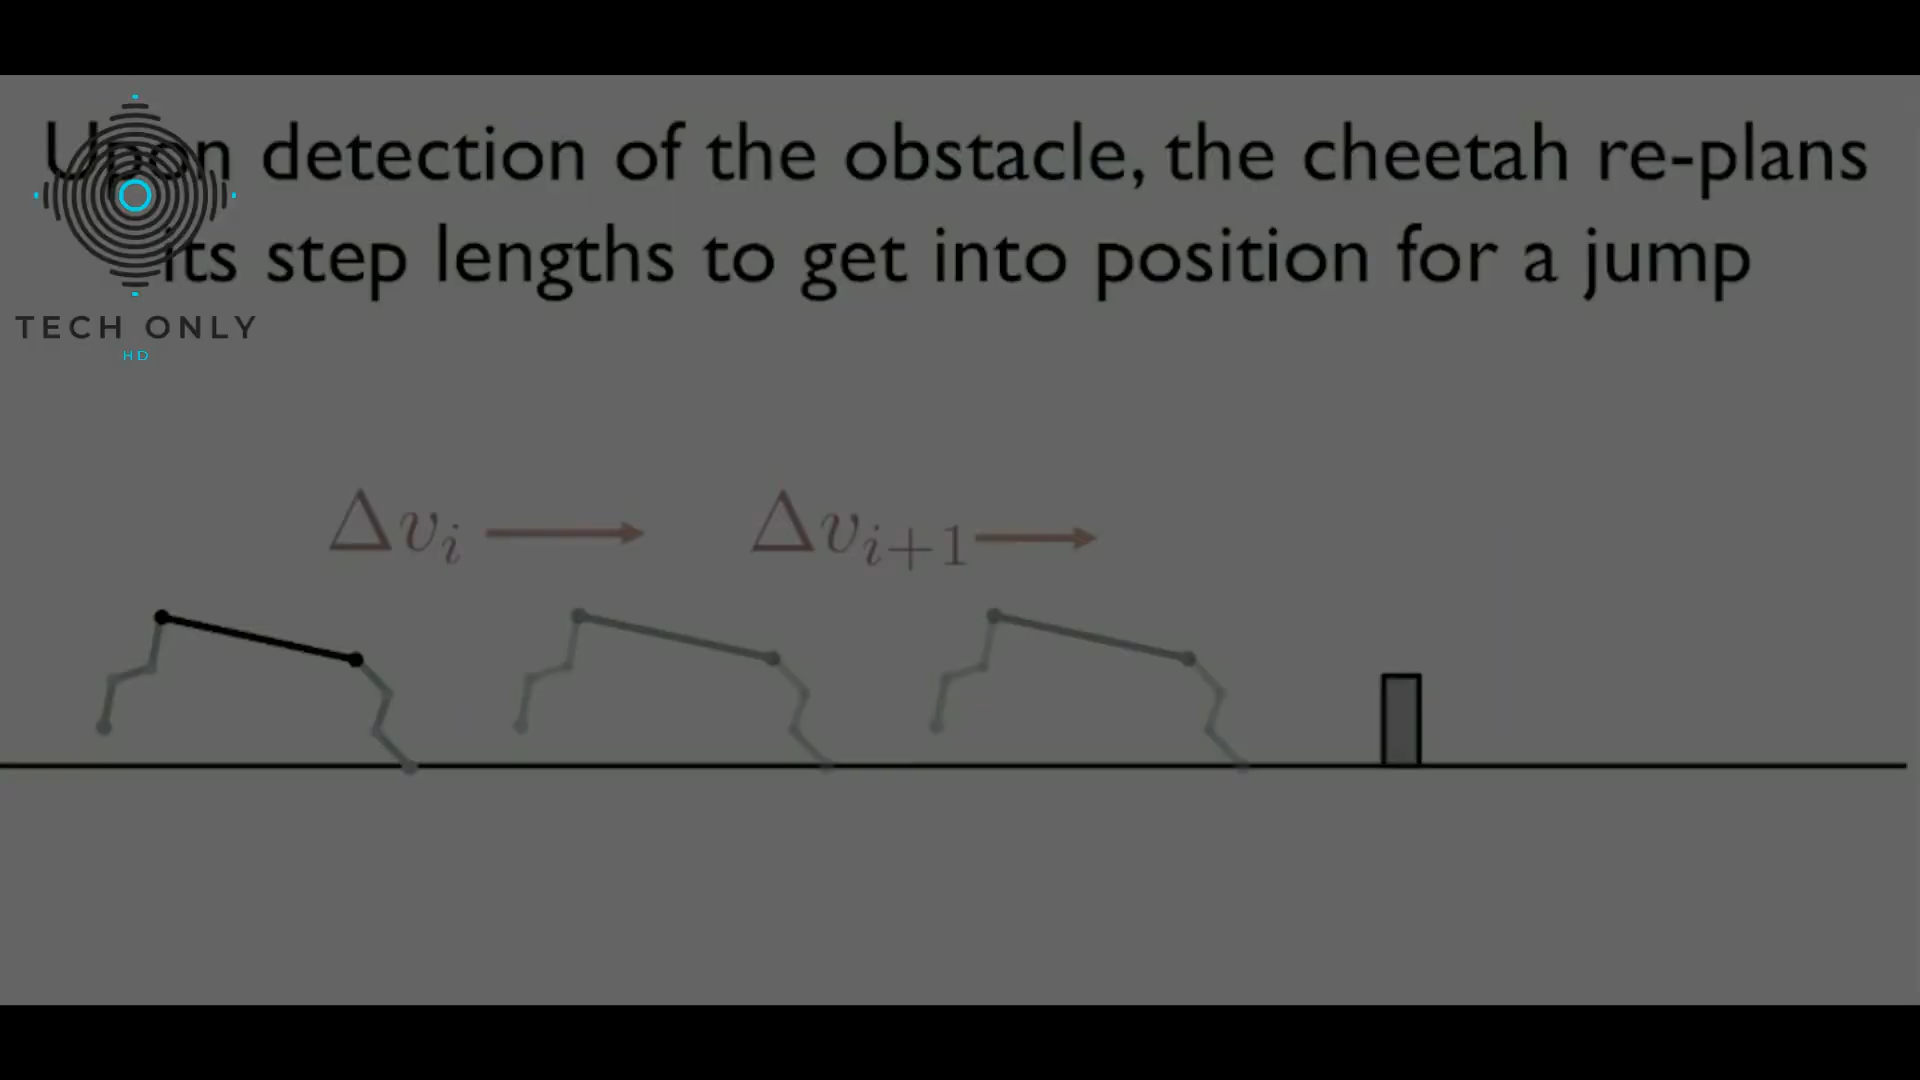 Upon detection of the obstacle, the cheetah re-plans
its step lengths to get into position for a jump
TECH ONLY
HD
Δv_i
Δv_{i+1}